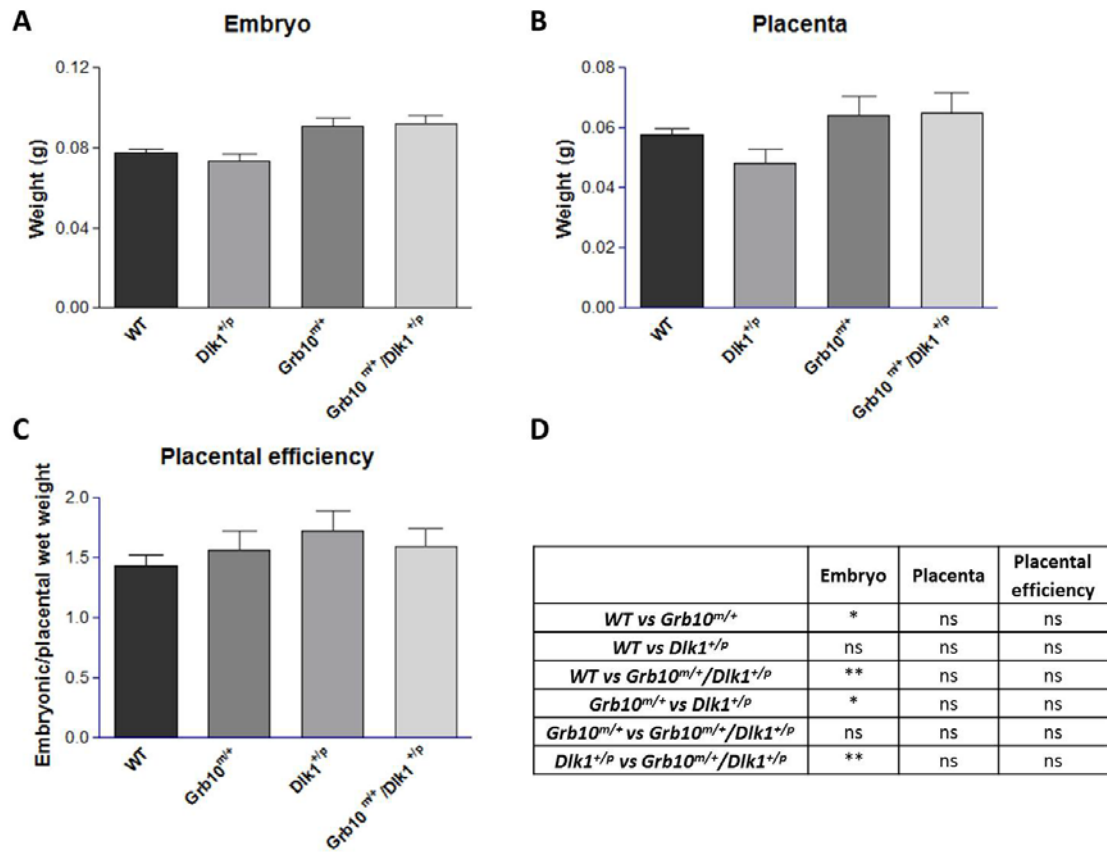 A
Embryo
Weight (g)
0.12
0.08
0.04
0.00
WT
Dlk1+/p
Grb10m/+
Grb10 m/+ /Dlk1 +/p
B
Placenta
Weight (g)
0.08
0.06
0.04
0.02
0.00
WT
Dlk1+/p
Grb10m/+
Grb10 m/+ /Dlk1 +/p
C
Placental efficiency
Embryonic/placental wet weight
2.0
1.5
1.0
0.5
0.0
WT
Grb10m/+
Dlk1+/p
Grb10 m/+ /Dlk1 +/p
D
Embryo Placenta Placental efficiency
WT vs Grb10m/+ * ns ns
WT vs Dlk1+/p ns ns ns
WT vs Grb10m/+/Dlk1+/p ** ns ns
Grb10m/+ vs Dlk1+/p * ns ns
Grb10m/+ vs Grb10m/+/Dlk1+/p ns ns ns
Dlk1+/p vs Grb10m/+/Dlk1+/p ** ns ns